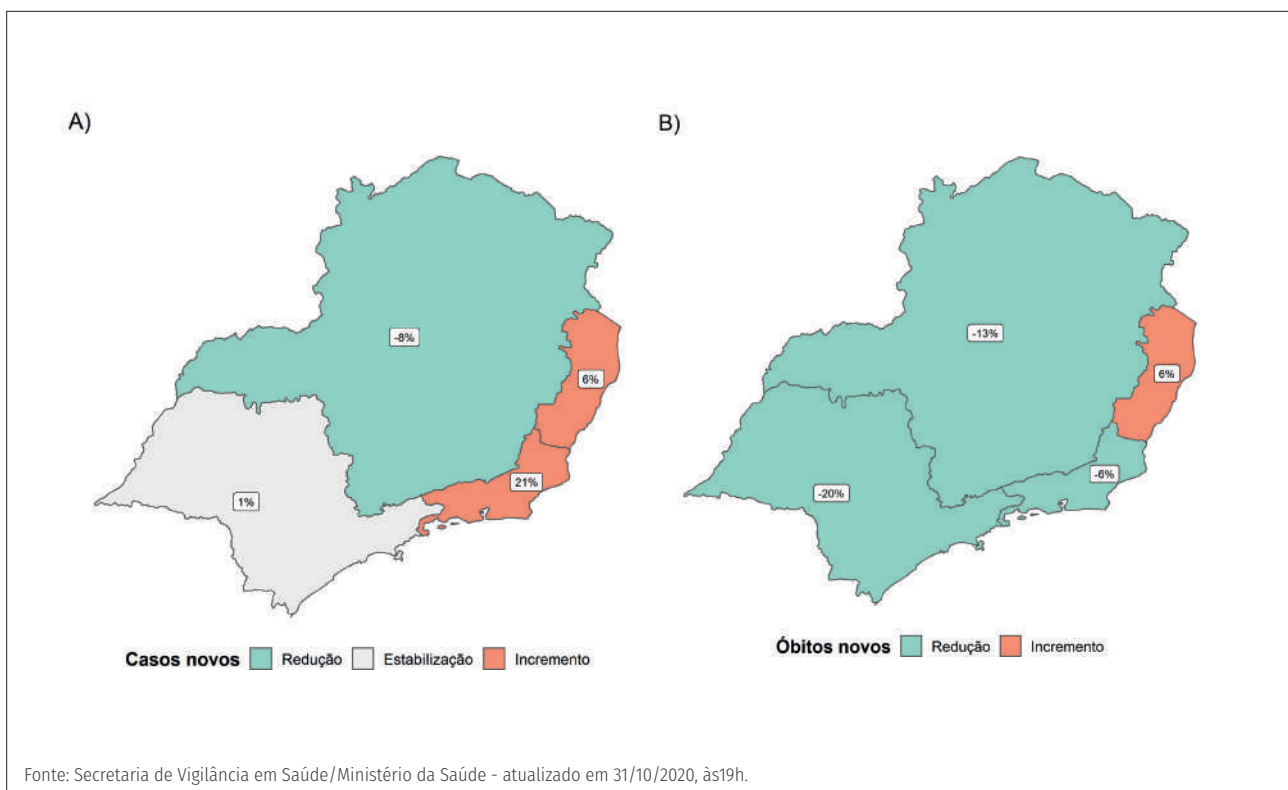 A)
-8%
6%
21%
1%
Casos novos Redução Estabilização Incremento
B)
-13%
6%
-6%
-20%
Óbitos novos Redução Incremento
Fonte: Secretaria de Vigilância em Saúde/Ministério da Saúde - atualizado em 31/10/2020, às19h.